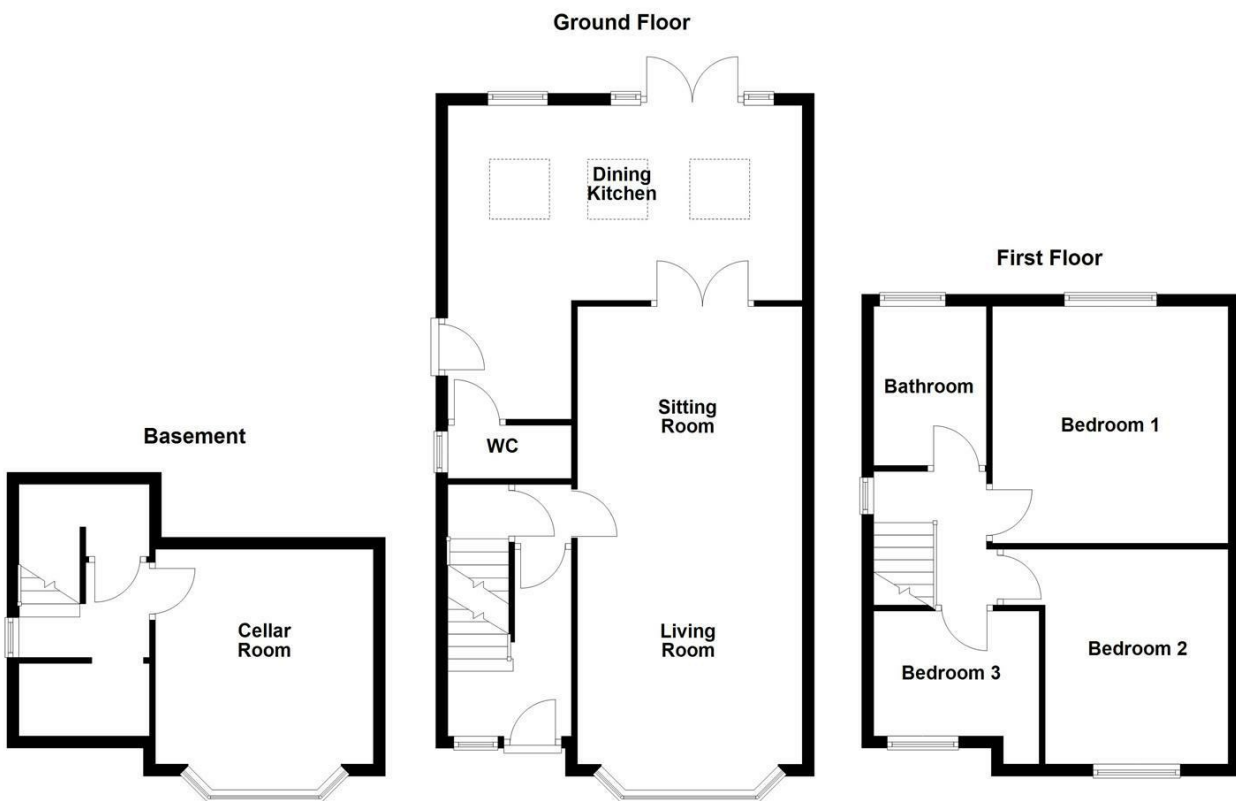 Ground Floor
Dining
Kitchen
Sitting
Room
WC
Living
Room
First Floor
Bathroom
Bedroom 1
Bedroom 2
Bedroom 3
Basement
Cellar
Room